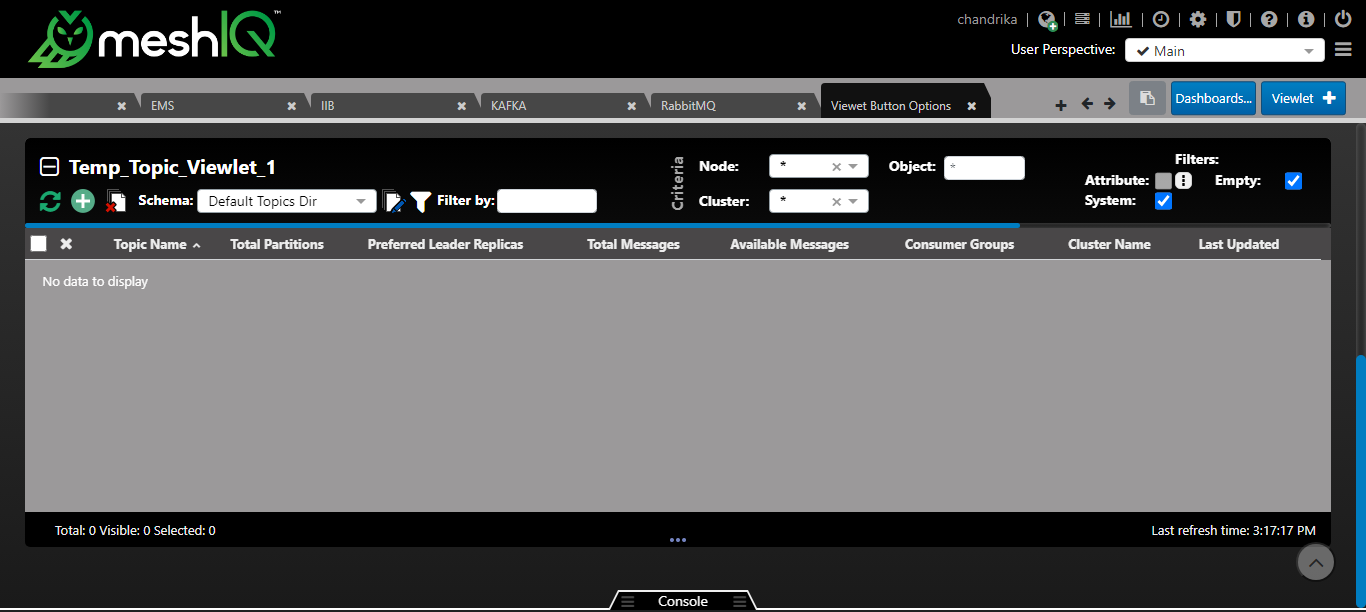 meshIQ™
chandrika
User Perspective: Main
EMS IIB KAFKA RabbitMQ Viewet Button Options
Dashboards... Viewlet
Temp_Topic_Viewlet_1
Schema: Default Topics Dir Filter by:
Criteria
Node: * Object: *
Cluster: *
Filters:
Attribute: Empty:
System:
Topic Name Total Partitions Preferred Leader Replicas Total Messages Available Messages Consumer Groups Cluster Name Last Updated
No data to display
Total: 0 Visible: 0 Selected: 0
Last refresh time: 3:17:17 PM
Console